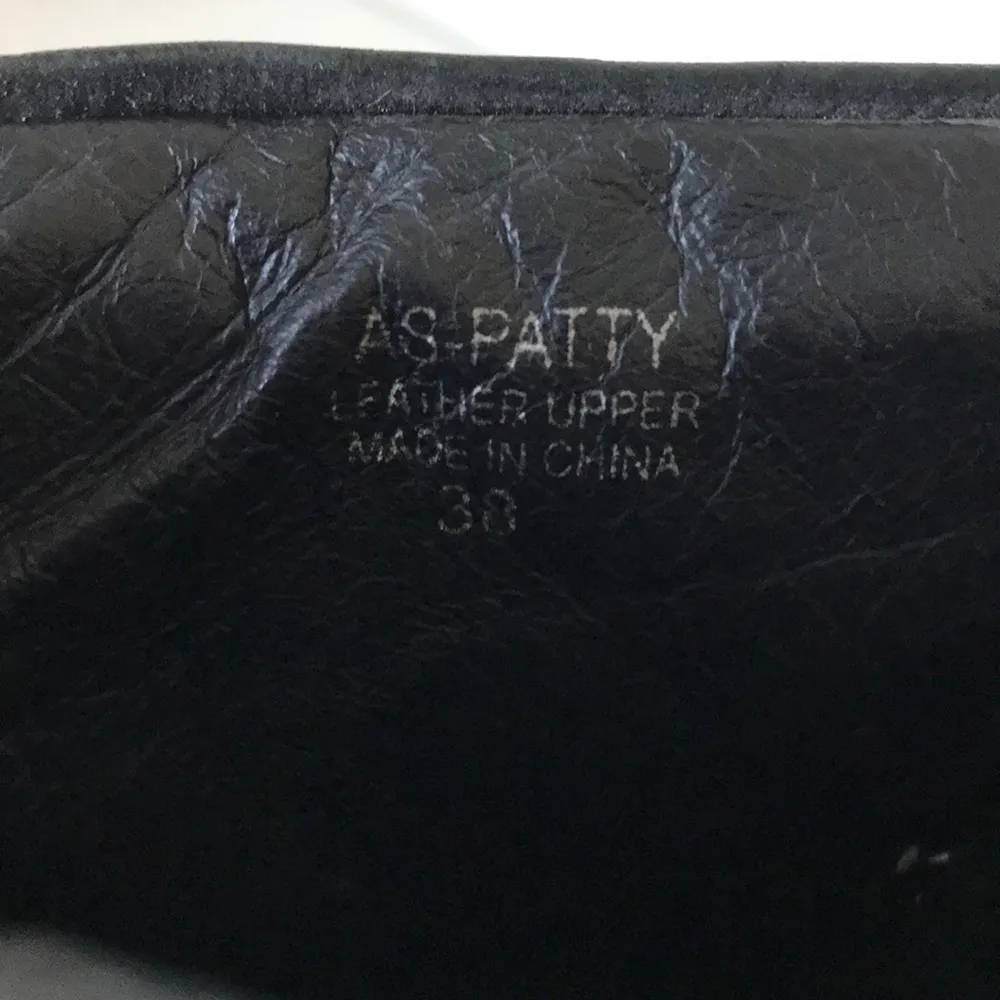 AS-PATTY
LEATHER UPPER
MADE IN CHINA
38